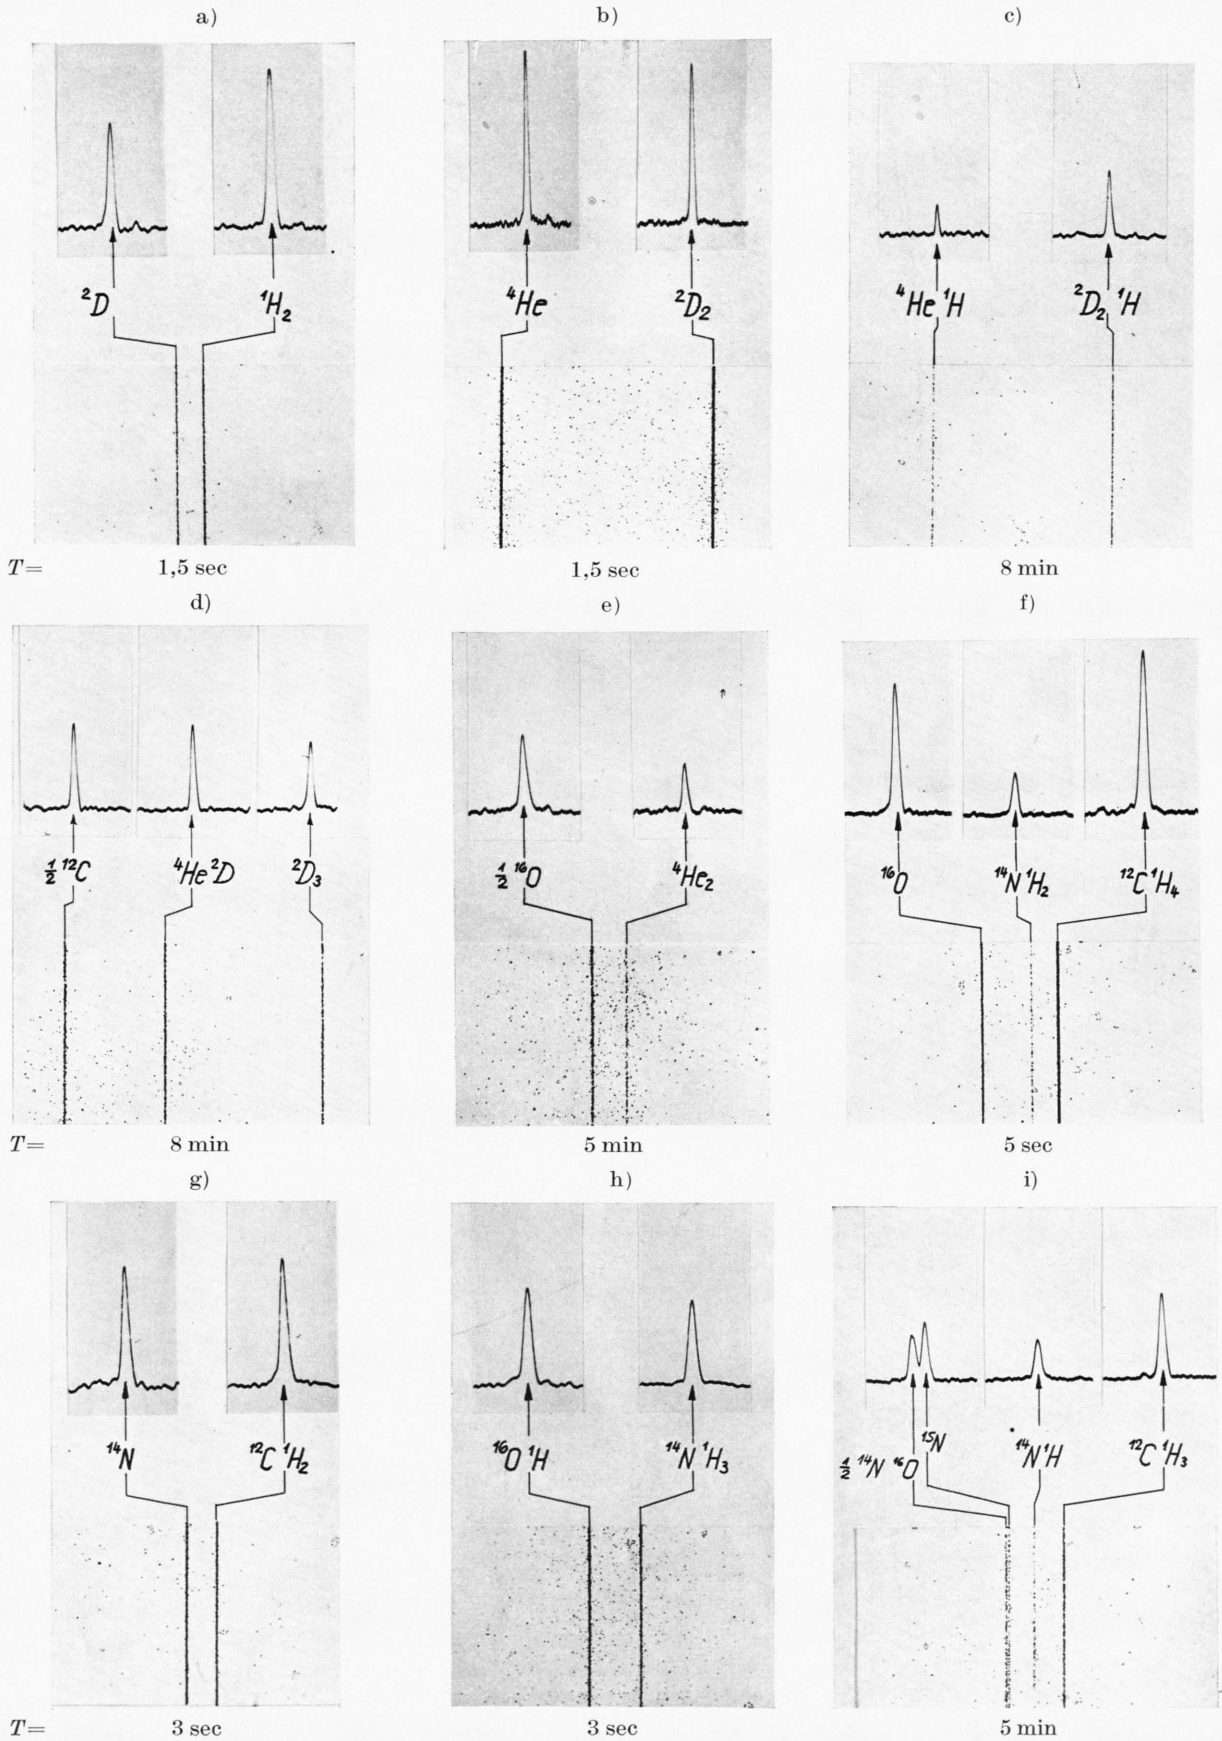 a) b) c)
²D ¹H₂ ⁴He ²D₂ ⁴He ¹H ²D₂ ¹H
T= 1,5 sec 1,5 sec 8 min
d) e) f)
½ ¹²C ⁴He ²D ²D₃ ½ ¹⁶O ⁴He₂ ¹⁶O ¹⁴N ¹H₂ ¹²C ¹H₄
T= 8 min 5 min 5 sec
g) h) i)
¹⁴N ¹²C ¹H₂ ¹⁶O ¹H ¹⁴N ¹H₃ ½ ¹⁴N ¹⁶O ¹⁵N ¹⁴N ¹H ¹²C ¹H₃
T= 3 sec 3 sec 5 min